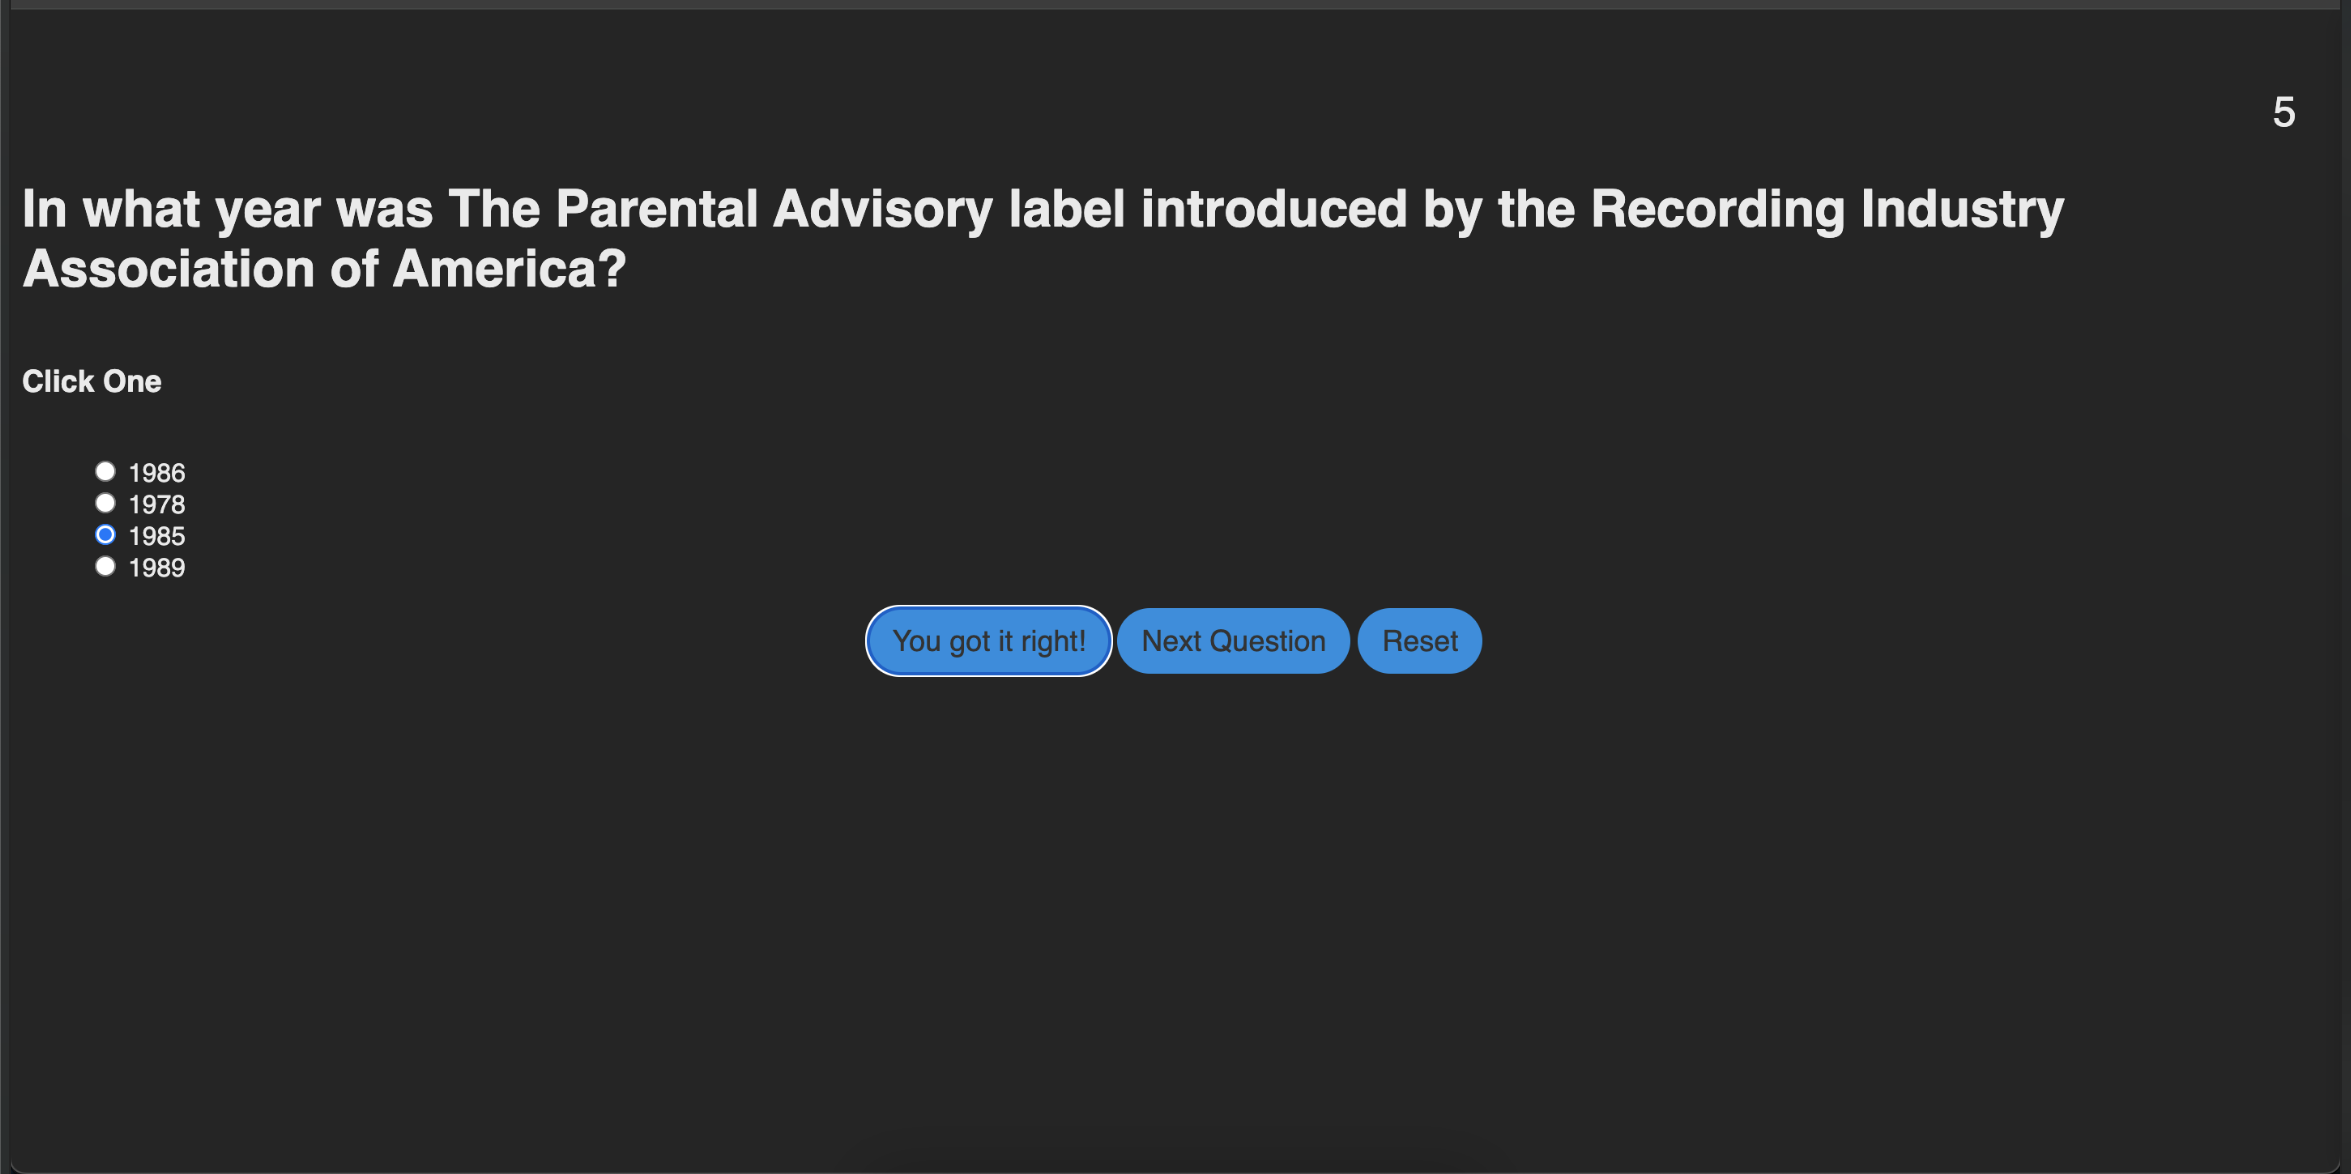 5
In what year was The Parental Advisory label introduced by the Recording Industry
Association of America?
Click One
1986
1978
1985
1989
You got it right! Next Question Reset